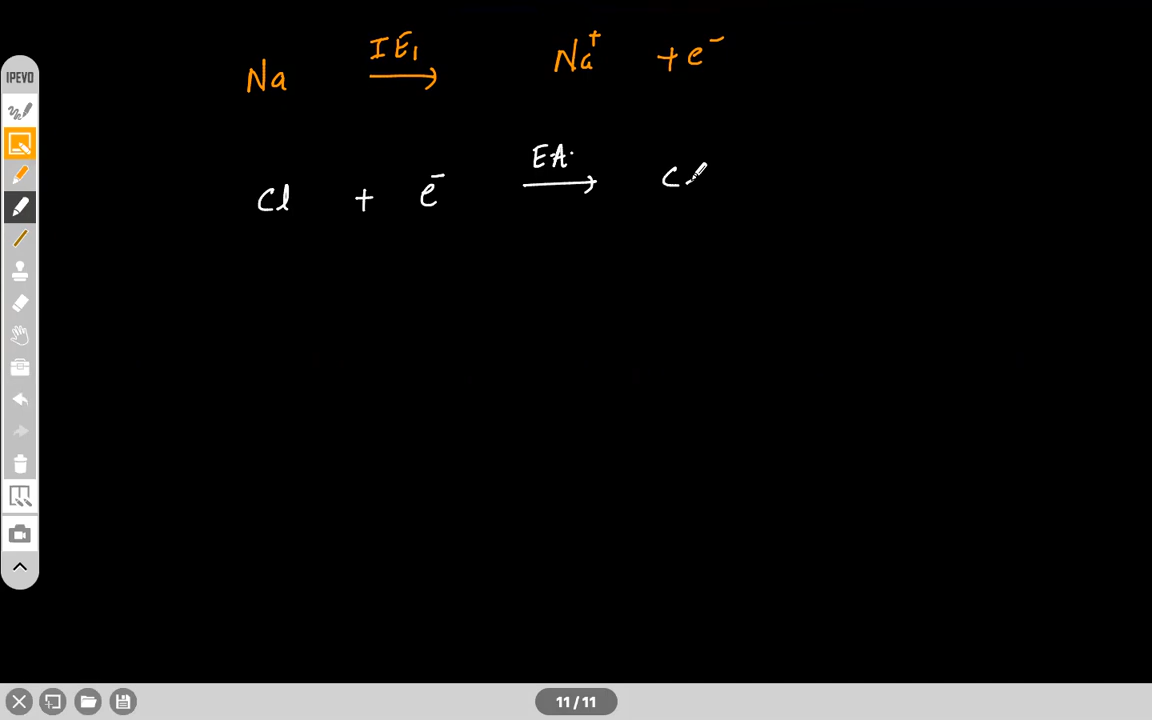 IPEVO
Na —IE₁→ Na⁺ + e⁻
Cl + e⁻ —EA→ C
11/11